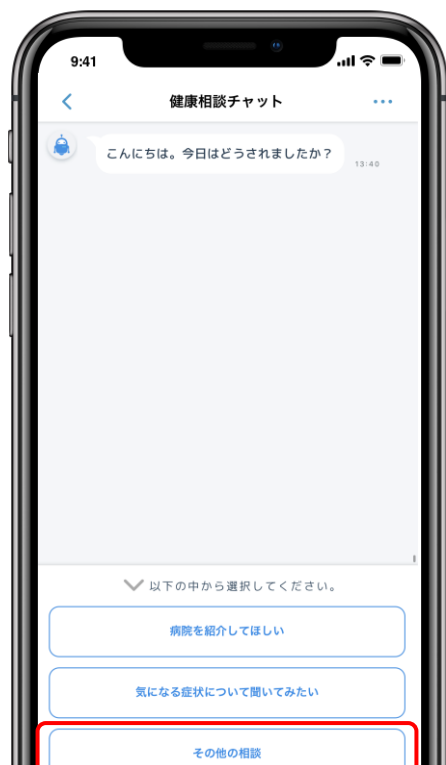 9:41
健康相談チャット
こんにちは。今日はどうされましたか？
13:40
以下の中から選択してください。
病院を紹介してほしい
気になる症状について聞いてみたい
その他の相談